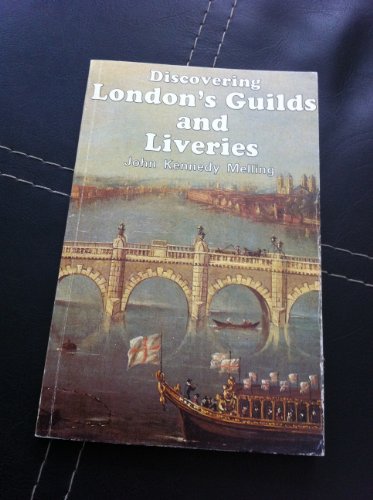 Discovering
London's Guilds
and
Liveries
John Kennedy Melling